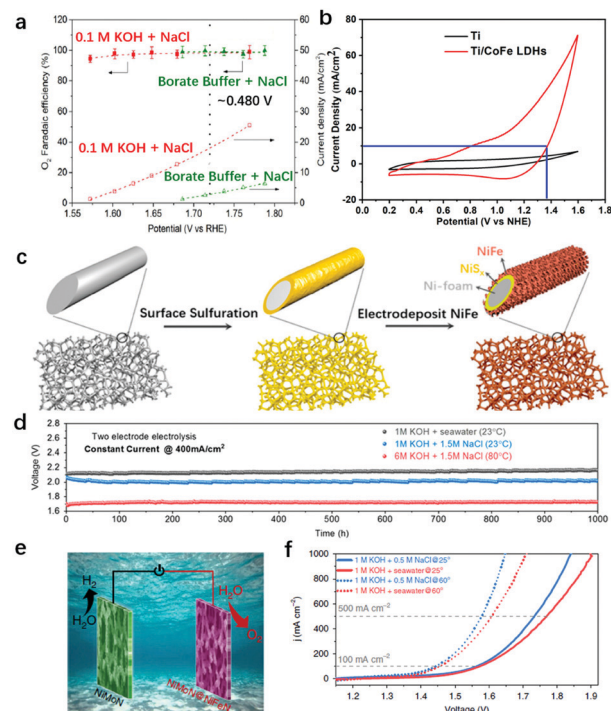 a
0.1 M KOH + NaCl
Borate Buffer + NaCl
~0.480 V
0.1 M KOH + NaCl
Borate Buffer + NaCl
O2 Faradaic efficiency (%)
120
100
80
60
40
20
0
1.55 1.60 1.65 1.70 1.75 1.80
Potential (V vs RHE)
60
50
40
30
20
10
0
Current density (mA/cm²)
b
Ti
Ti/CoFe LDHs
Current Density (mA/cm²)
80
60
40
20
0
-20
0.0 0.2 0.4 0.6 0.8 1.0 1.2 1.4 1.6 1.8
Potential (V vs NHE)
c
Surface Sulfuration
Electrodeposit NiFe
NiFe
NiSx
Ni-foam
d
Two electrode electrolysis
Constant Current @ 400mA/cm²
1M KOH + seawater (23°C)
1M KOH + 1.5M NaCl (23°C)
6M KOH + 1.5M NaCl (80°C)
Voltage (V)
2.8
2.6
2.4
2.2
2.0
1.8
1.6
0 100 200 300 400 500 600 700 800 900 1000
Time (h)
e
H2
H2O
H2O
O2
NiMoN
NiMoN@NiFeN
f
1 M KOH + 0.5 M NaCl@25°
1 M KOH + seawater@25°
1 M KOH + 0.5 M NaCl@60°
1 M KOH + seawater@60°
500 mA cm⁻²
100 mA cm⁻²
j (mA cm⁻²)
1000
800
600
400
200
0
1.2 1.3 1.4 1.5 1.6 1.7 1.8 1.9
Voltage (V)